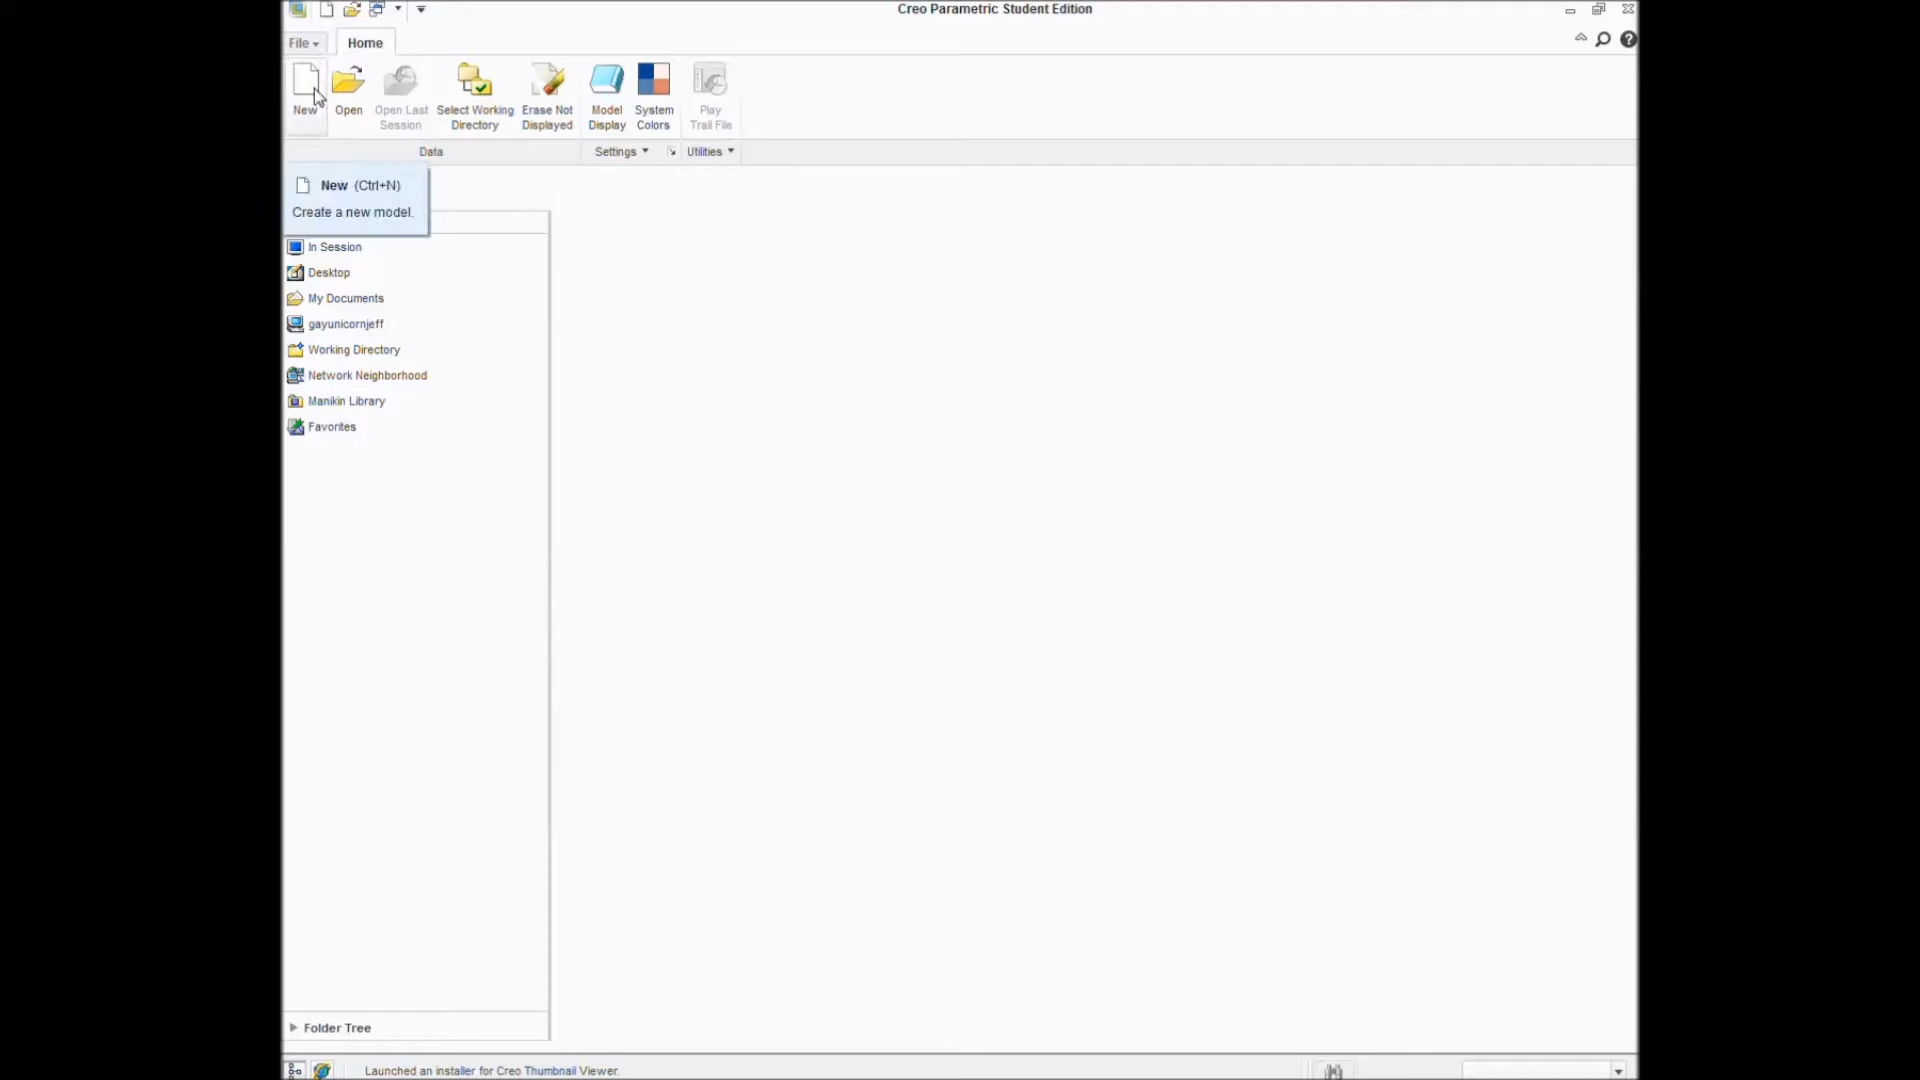 Creo Parametric Student Edition
File
Home
New
Open
Open Last
Session
Select Working
Directory
Erase Not
Displayed
Model
Display
System
Colors
Play
Trail File
Data
Settings
Utilities
New (Ctrl+N)
Create a new model.
In Session
Desktop
My Documents
gayunicornjeff
Working Directory
Network Neighborhood
Manikin Library
Favorites
Folder Tree
Launched an installer for Creo Thumbnail Viewer.